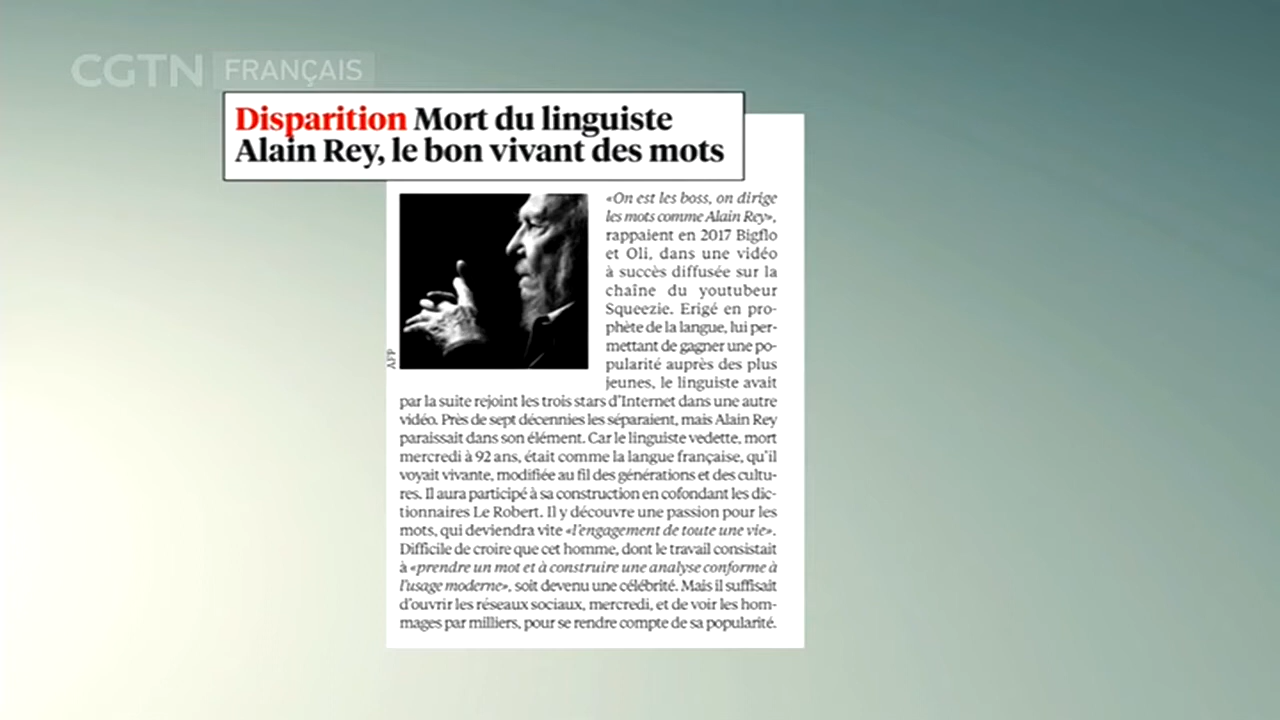 CGTN FRANÇAIS
Disparition Mort du linguiste
Alain Rey, le bon vivant des mots
«On est les boss, on dirige
les mots comme Alain Rey»,
rappaient en 2017 Bigflo
et Oli, dans une vidéo
à succès diffusée sur la
chaîne du youtubeur
Squeezie. Erigé en pro-
phète de la langue, lui per-
mettant de gagner une po-
pularité auprès des plus
jeunes, le linguiste avait
AFP
par la suite rejoint les trois stars d'Internet dans une autre
vidéo. Près de sept décennies les séparaient, mais Alain Rey
paraissait dans son élément. Car le linguiste vedette, mort
mercredi à 92 ans, était comme la langue française, qu'il
voyait vivante, modifiée au fil des générations et des cultu-
res. Il aura participé à sa construction en cofondant les dic-
tionnaires Le Robert. Il y découvre une passion pour les
mots, qui deviendra vite «l'engagement de toute une vie».
Difficile de croire que cet homme, dont le travail consistait
à «prendre un mot et à construire une analyse conforme à
l'usage moderne», soit devenu une célébrité. Mais il suffisait
d'ouvrir les réseaux sociaux, mercredi, et de voir les hom-
mages par milliers, pour se rendre compte de sa popularité.